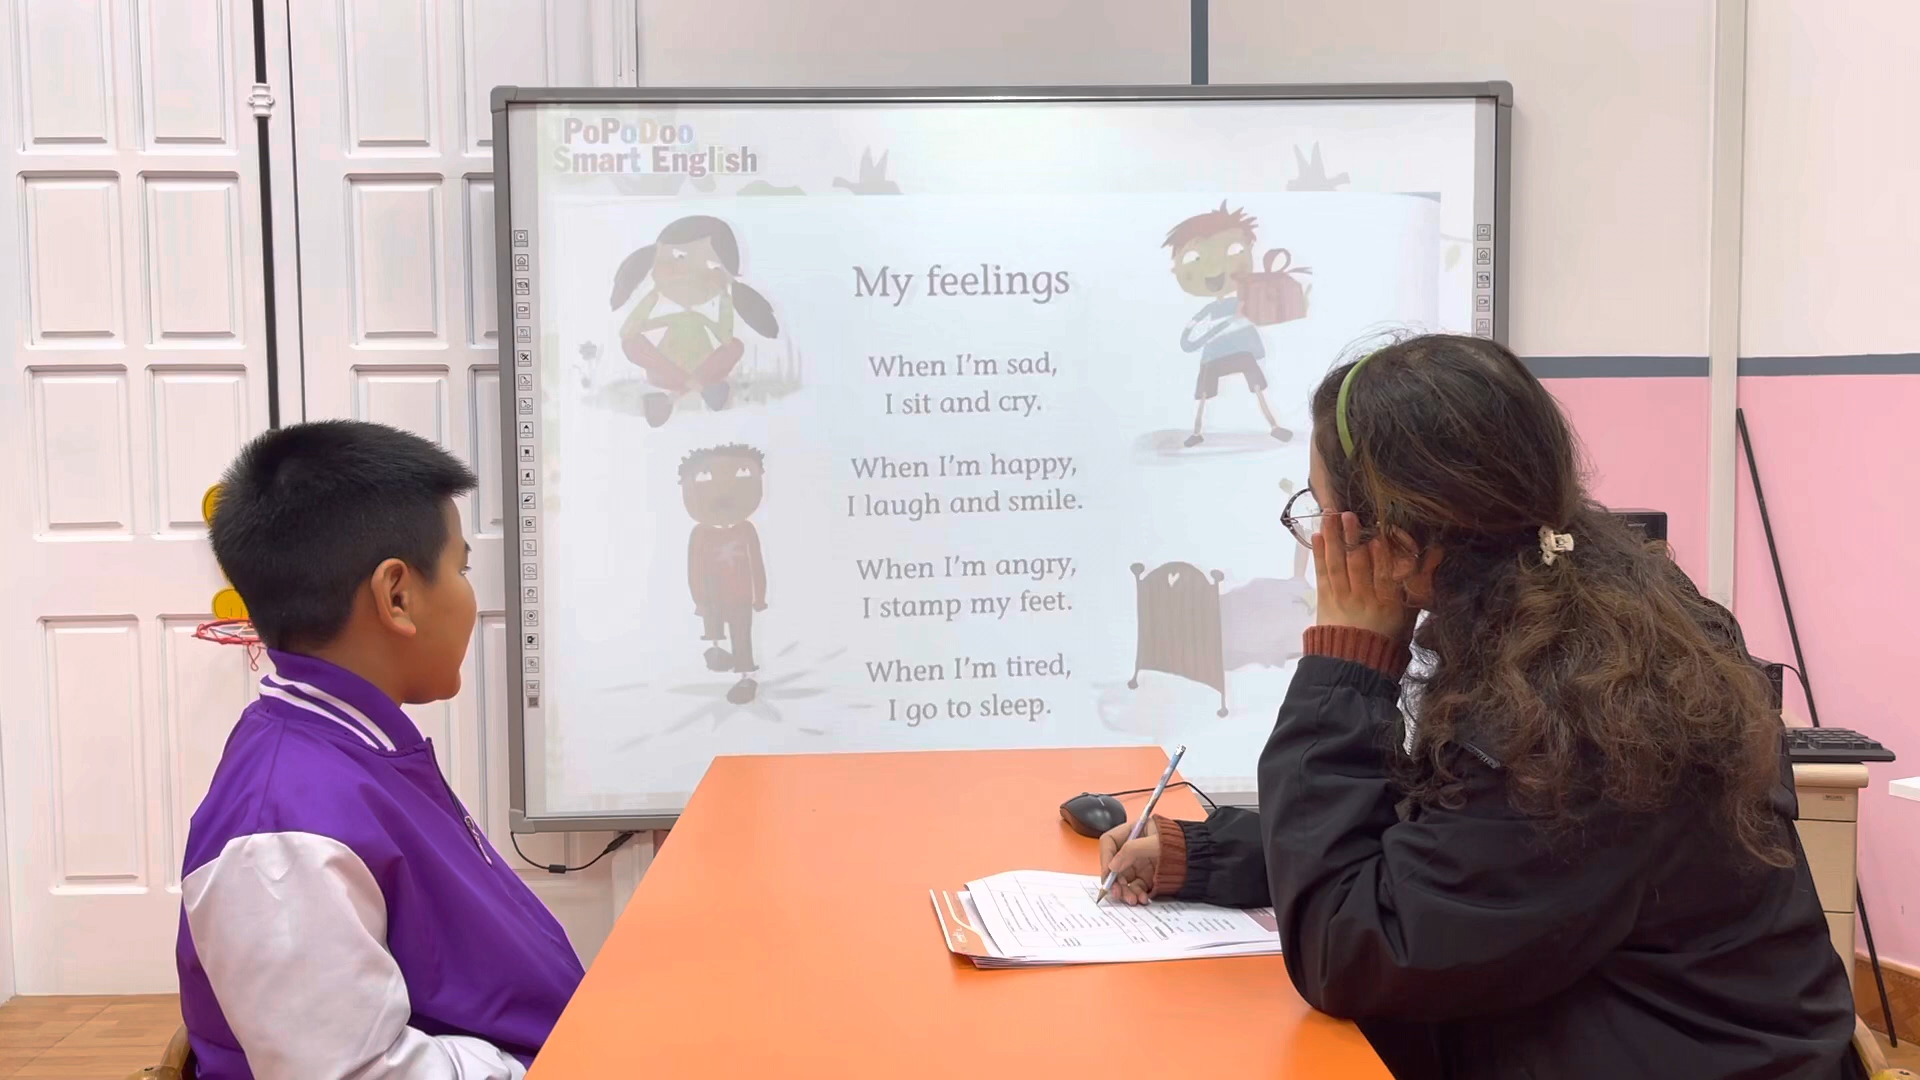 PoPoDoo
Smart English
My feelings
When I'm sad,
I sit and cry.
When I'm happy,
I laugh and smile.
When I'm angry,
I stamp my feet.
When I'm tired,
I go to sleep.